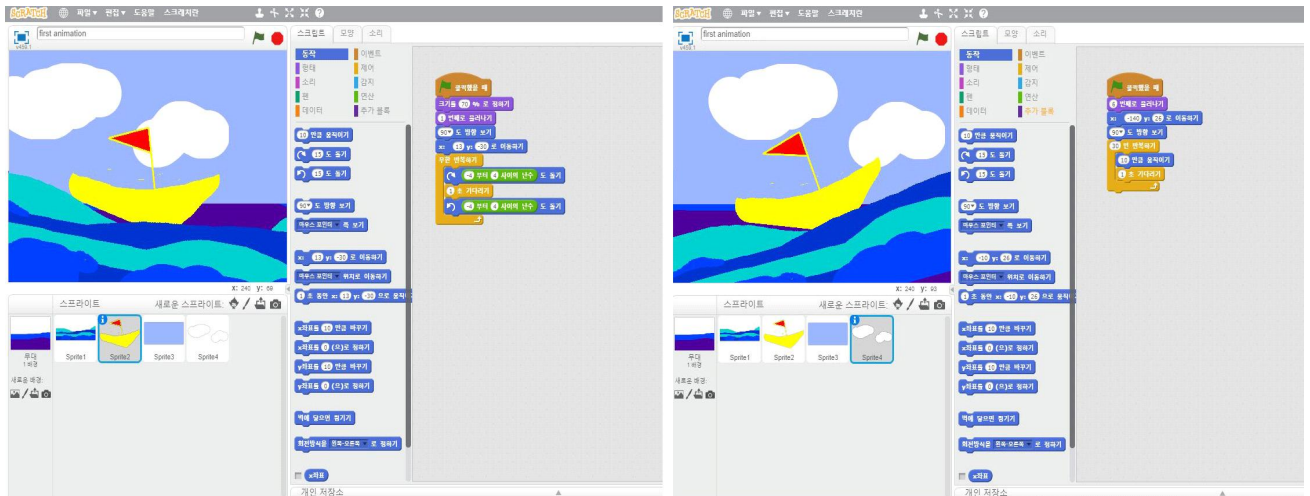 SCRATCH 파일▼ 편집▼ 도움말 스크래치란
first animation
v459.1
스크립트 모양 소리
동작 이벤트
형태 제어
소리 감지
펜 연산
데이터 추가 블록
10 만큼 움직이기
15 도 돌기
15 도 돌기
90▼ 도 방향 보기
마우스 포인터 쪽 보기
x: 13 y: -30 로 이동하기
마우스 포인터 위치로 이동하기
1 초 동안 x: 13 y: -30 으로 움직이
x좌표를 10 만큼 바꾸기
x좌표를 0 (으)로 정하기
y좌표를 10 만큼 바꾸기
y좌표를 0 (으)로 정하기
벽에 닿으면 튕기기
회전방식을 왼쪽-오른쪽 로 정하기
x좌표
클릭했을 때
크기를 70 % 로 정하기
1 번째로 물러나기
90▼ 도 방향 보기
x: 13 y: -30 로 이동하기
무한 반복하기
-4 부터 4 사이의 난수 도 돌기
1 초 기다리기
-4 부터 4 사이의 난수 도 돌기
x: 240 y: 69
스프라이트 새로운 스프라이트:
무대
1 배경
새로운 배경:
Sprite1 Sprite2 Sprite3 Sprite4
개인 저장소
SCRATCH 파일▼ 편집▼ 도움말 스크래치란
first animation
v459.1
스크립트 모양 소리
동작 이벤트
형태 제어
소리 감지
펜 연산
데이터 추가 블록
10 만큼 움직이기
15 도 돌기
15 도 돌기
90▼ 도 방향 보기
마우스 포인터 쪽 보기
x: -10 y: 26 로 이동하기
마우스 포인터 위치로 이동하기
1 초 동안 x: -10 y: 26 으로 움직
x좌표를 10 만큼 바꾸기
x좌표를 0 (으)로 정하기
y좌표를 10 만큼 바꾸기
y좌표를 0 (으)로 정하기
벽에 닿으면 튕기기
회전방식을 왼쪽-오른쪽 로 정하기
x좌표
클릭했을 때
6 번째로 물러나기
x: -140 y: 26 로 이동하기
90▼ 도 방향 보기
30 번 반복하기
10 만큼 움직이기
1 초 기다리기
x: 240 y: 93
스프라이트 새로운 스프라이트:
무대
1 배경
새로운 배경:
Sprite1 Sprite2 Sprite3 Sprite4
개인 저장소